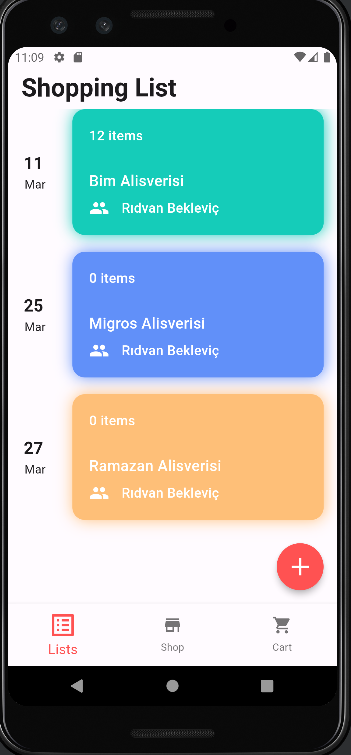 11:09
Shopping List
12 items
11
Mar
Bim Alisverisi
Rıdvan Bekleviç
0 items
25
Mar
Migros Alisverisi
Rıdvan Bekleviç
0 items
27
Mar
Ramazan Alisverisi
Rıdvan Bekleviç
Lists
Shop
Cart